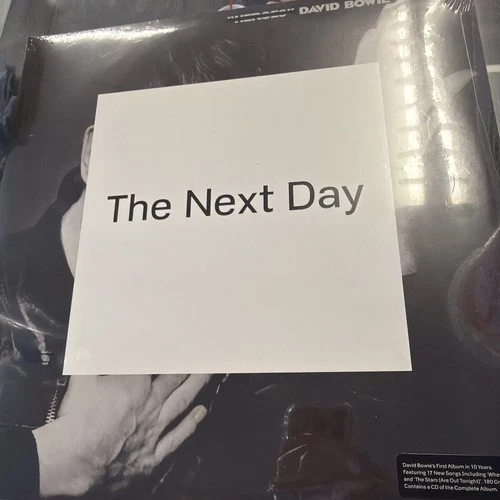 "HEROES" DAVID BOWIE
The Next Day
David Bowie's First Album in 10 Years.
Featuring 17 New Songs Including
and 'The Stars (Are Out Tonight)'. 180
Contains a CD of the Complete Album.